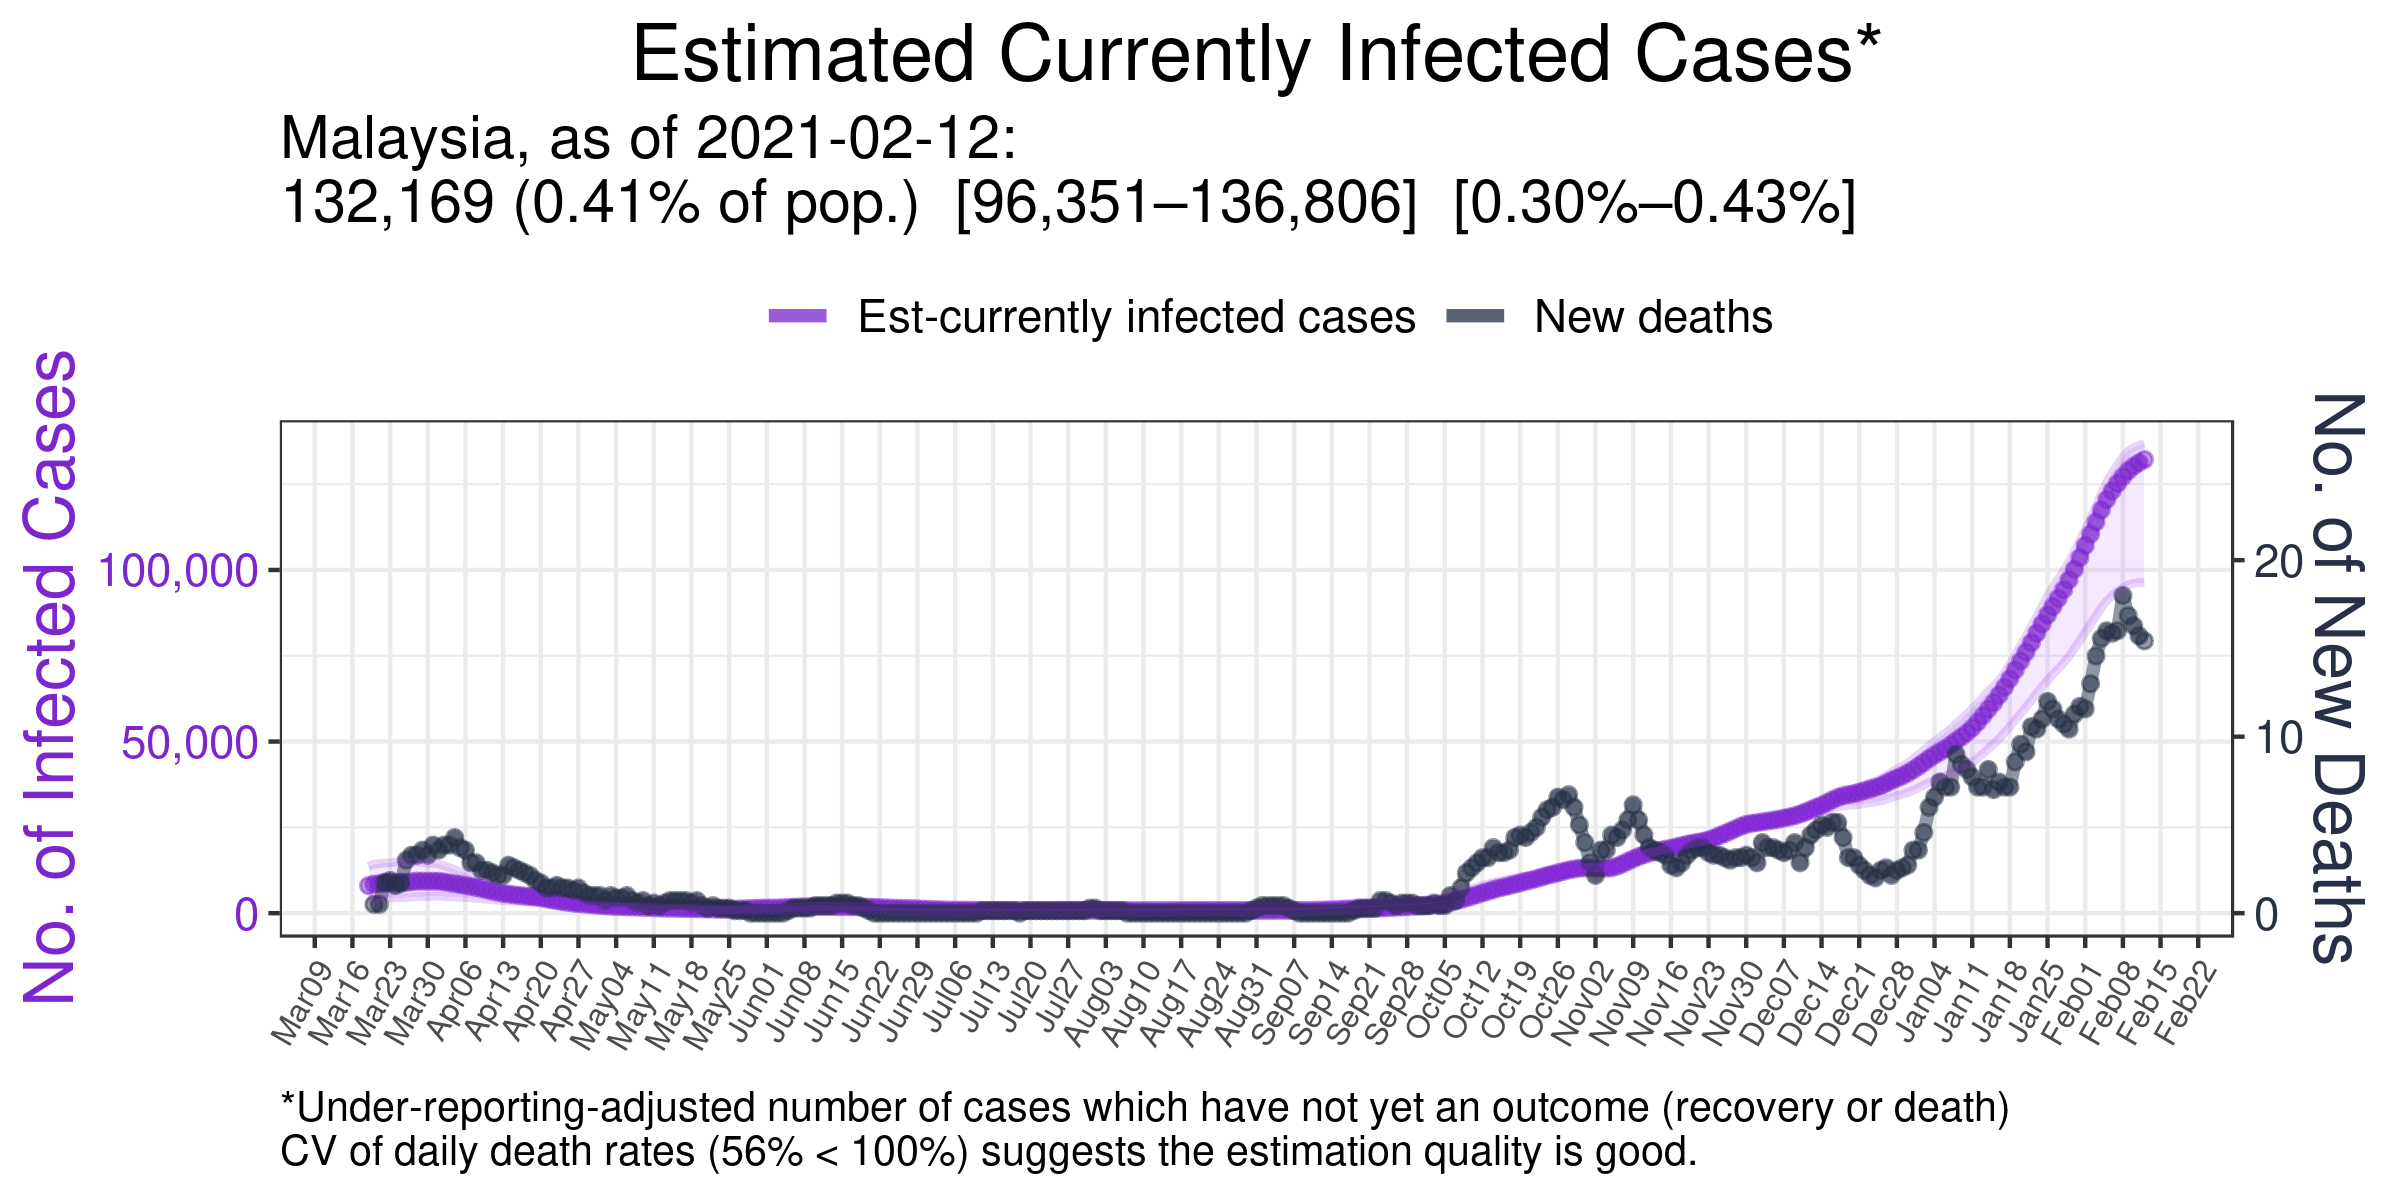 Estimated Currently Infected Cases*
Malaysia, as of 2021-02-12:
132,169 (0.41% of pop.)  [96,351–136,806]  [0.30%–0.43%]
Est-currently infected cases
New deaths
No. of Infected Cases
100,000
50,000
0
20
10
0
No. of New Deaths
Mar09
Mar16
Mar23
Mar30
Apr06
Apr13
Apr20
Apr27
May04
May11
May18
May25
Jun01
Jun08
Jun15
Jun22
Jun29
Jul06
Jul13
Jul20
Jul27
Aug03
Aug10
Aug17
Aug24
Aug31
Sep07
Sep14
Sep21
Sep28
Oct05
Oct12
Oct19
Oct26
Nov02
Nov09
Nov16
Nov23
Nov30
Dec07
Dec14
Dec21
Dec28
Jan04
Jan11
Jan18
Jan25
Feb01
Feb08
Feb15
Feb22
*Under-reporting-adjusted number of cases which have not yet an outcome (recovery or death)
CV of daily death rates (56% < 100%) suggests the estimation quality is good.